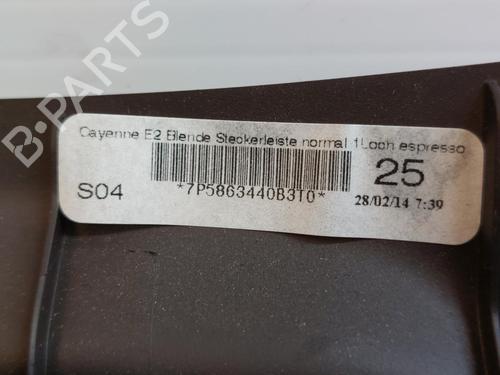 B-PARTS
Cayenne E2 Blende Steckerleiste normal 1Loch espresso
S04
*7P5863440B3T0*
25
28/02/14 7:39